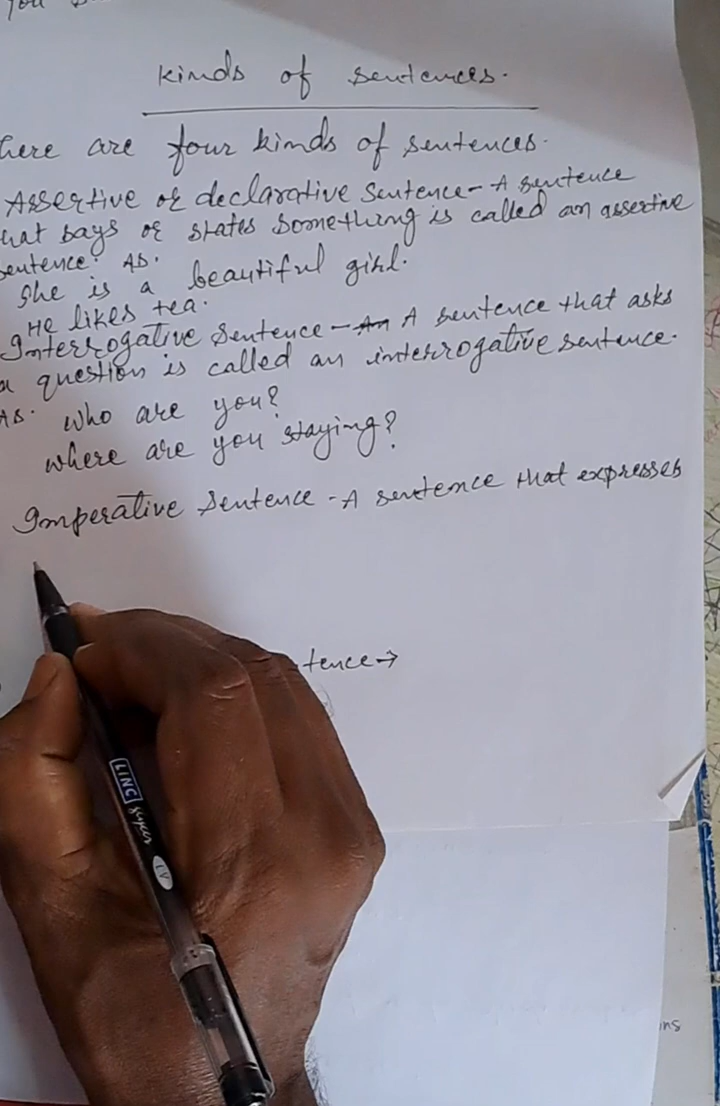 You
Kinds of sentences.
here are four kinds of sentences.
Assertive or declarative sentence - A sentence
hat says or states something is called an assertive
sentence. As.
She is a beautiful girl.
He likes tea.
Interrogative Sentence - A sentence that asks
a question is called an interrogative sentence.
As. Who are you?
where are you staying?
Imperative Sentence - A sentence that expresses
tence →
LINC super
ns